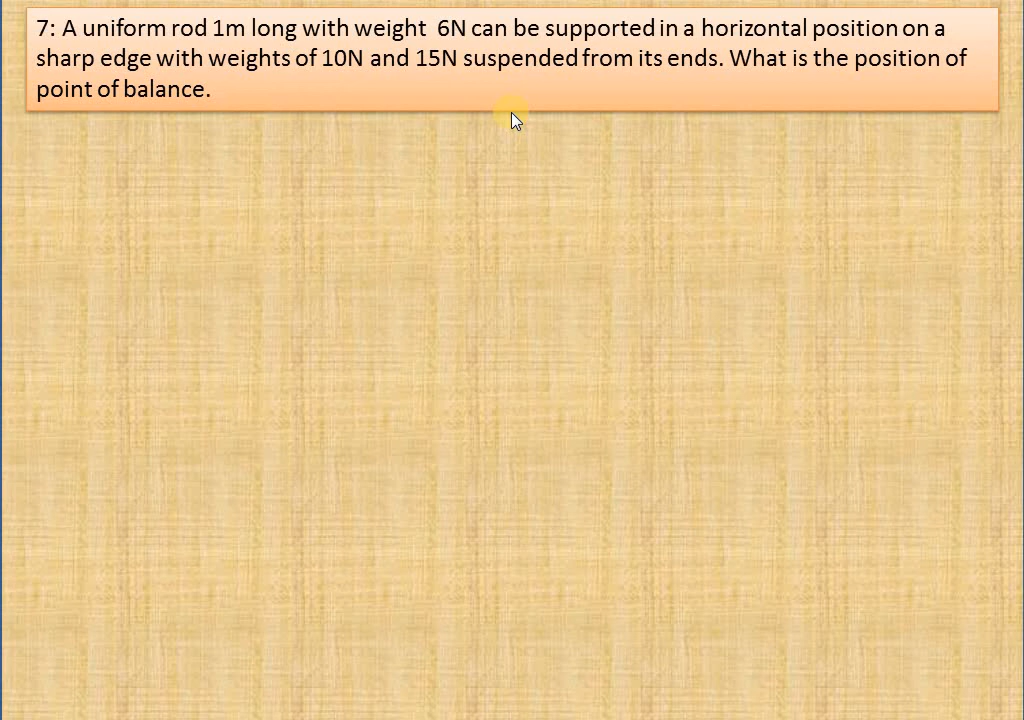 7: A uniform rod 1m long with weight  6N can be supported in a horizontal position on a
sharp edge with weights of 10N and 15N suspended from its ends. What is the position of
point of balance.